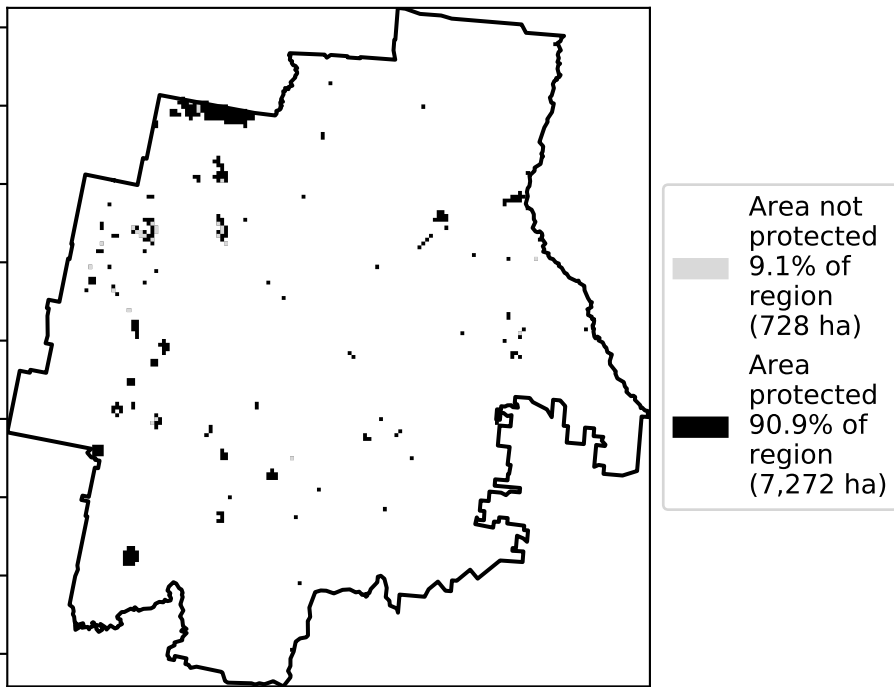 Area not
protected
9.1% of
region
(728 ha)
Area
protected
90.9% of
region
(7,272 ha)